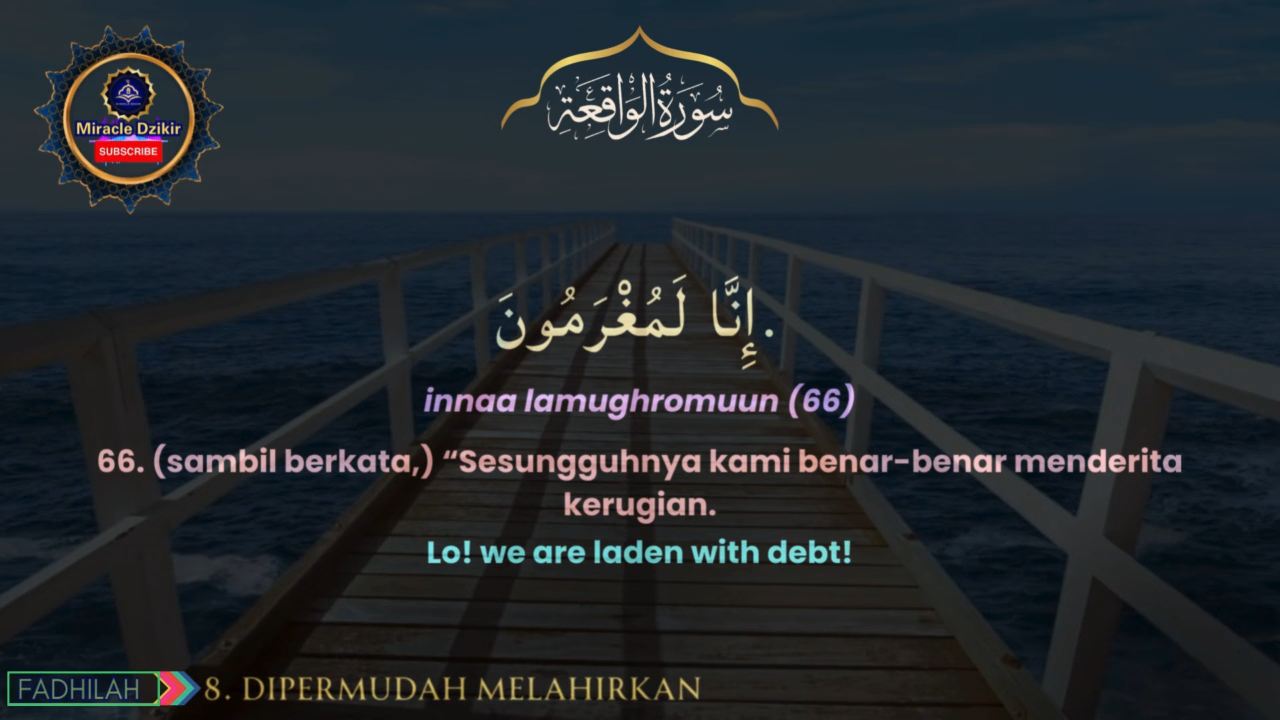 Miracle Dzikir
SUBSCRIBE
سُورَةُ الوَاقِعَةِ
.إِنَّا لَمُغْرَمُونَ
innaa lamughromuun (66)
66. (sambil berkata,) “Sesungguhnya kami benar-benar menderita
kerugian.
Lo! we are laden with debt!
FADHILAH 8. DIPERMUDAH MELAHIRKAN